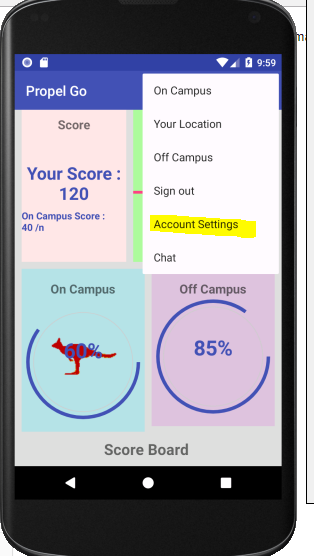 9:59
Propel Go
On Campus
Your Location
Off Campus
Sign out
Account Settings
Chat
Score
Your Score :
120
On Campus Score :
40 /n
On Campus
60%
Off Campus
85%
Score Board